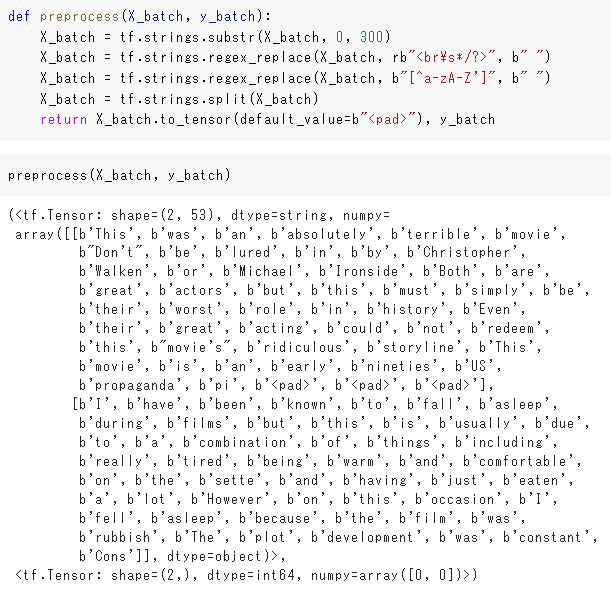 def preprocess(X_batch, y_batch):
    X_batch = tf.strings.substr(X_batch, 0, 300)
    X_batch = tf.strings.regex_replace(X_batch, rb"<br¥s*/?>", b" ")
    X_batch = tf.strings.regex_replace(X_batch, b"[^a-zA-Z']", b" ")
    X_batch = tf.strings.split(X_batch)
    return X_batch.to_tensor(default_value=b"<pad>"), y_batch
preprocess(X_batch, y_batch)
(<tf.Tensor: shape=(2, 53), dtype=string, numpy=
 array([[b'This', b'was', b'an', b'absolutely', b'terrible', b'movie',
         b"Don't", b'be', b'lured', b'in', b'by', b'Christopher',
         b'Walken', b'or', b'Michael', b'Ironside', b'Both', b'are',
         b'great', b'actors', b'but', b'this', b'must', b'simply', b'be',
         b'their', b'worst', b'role', b'in', b'history', b'Even',
         b'their', b'great', b'acting', b'could', b'not', b'redeem',
         b'this', b"movie's", b'ridiculous', b'storyline', b'This',
         b'movie', b'is', b'an', b'early', b'nineties', b'US',
         b'propaganda', b'pi', b'<pad>', b'<pad>', b'<pad>'],
        [b'I', b'have', b'been', b'known', b'to', b'fall', b'asleep',
         b'during', b'films', b'but', b'this', b'is', b'usually', b'due',
         b'to', b'a', b'combination', b'of', b'things', b'including',
         b'really', b'tired', b'being', b'warm', b'and', b'comfortable',
         b'on', b'the', b'sette', b'and', b'having', b'just', b'eaten',
         b'a', b'lot', b'However', b'on', b'this', b'occasion', b'I',
         b'fell', b'asleep', b'because', b'the', b'film', b'was',
         b'rubbish', b'The', b'plot', b'development', b'was', b'constant',
         b'Cons']], dtype=object)>,
 <tf.Tensor: shape=(2,), dtype=int64, numpy=array([0, 0])>)